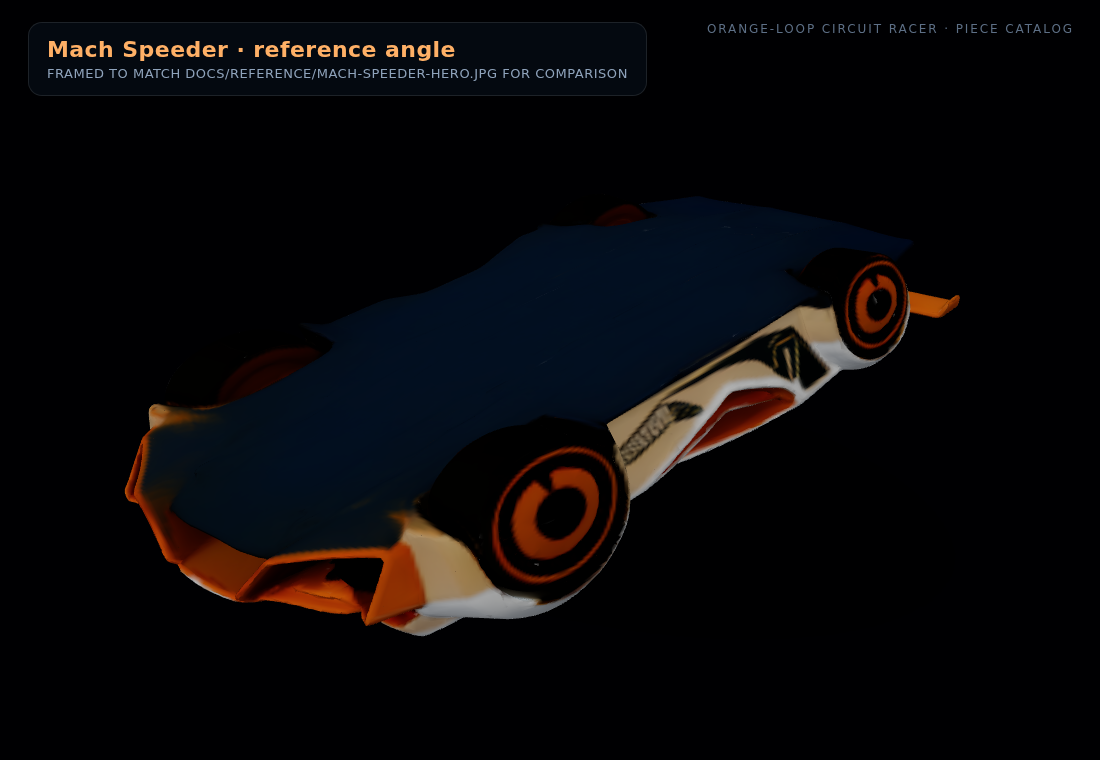 Mach Speeder · reference angle
FRAMED TO MATCH DOCS/REFERENCE/MACH-SPEEDER-HERO.JPG FOR COMPARISON
ORANGE-LOOP CIRCUIT RACER · PIECE CATALOG